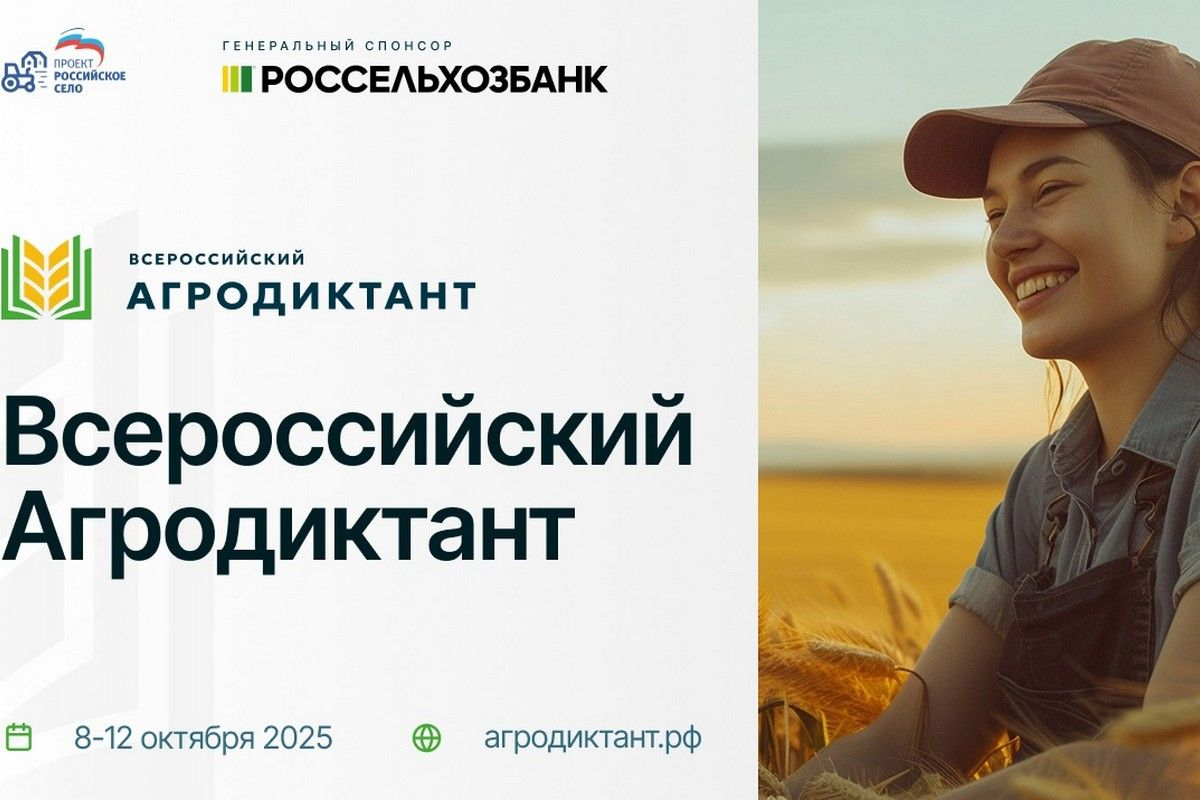 ПРОЕКТ
РОССИЙСКОЕ
СЕЛО
ГЕНЕРАЛЬНЫЙ СПОНСОР
РОССЕЛЬХОЗБАНК
ВСЕРОССИЙСКИЙ
АГРОДИКТАНТ
Всероссийский
Агродиктант
8-12 октября 2025
агродиктант.рф